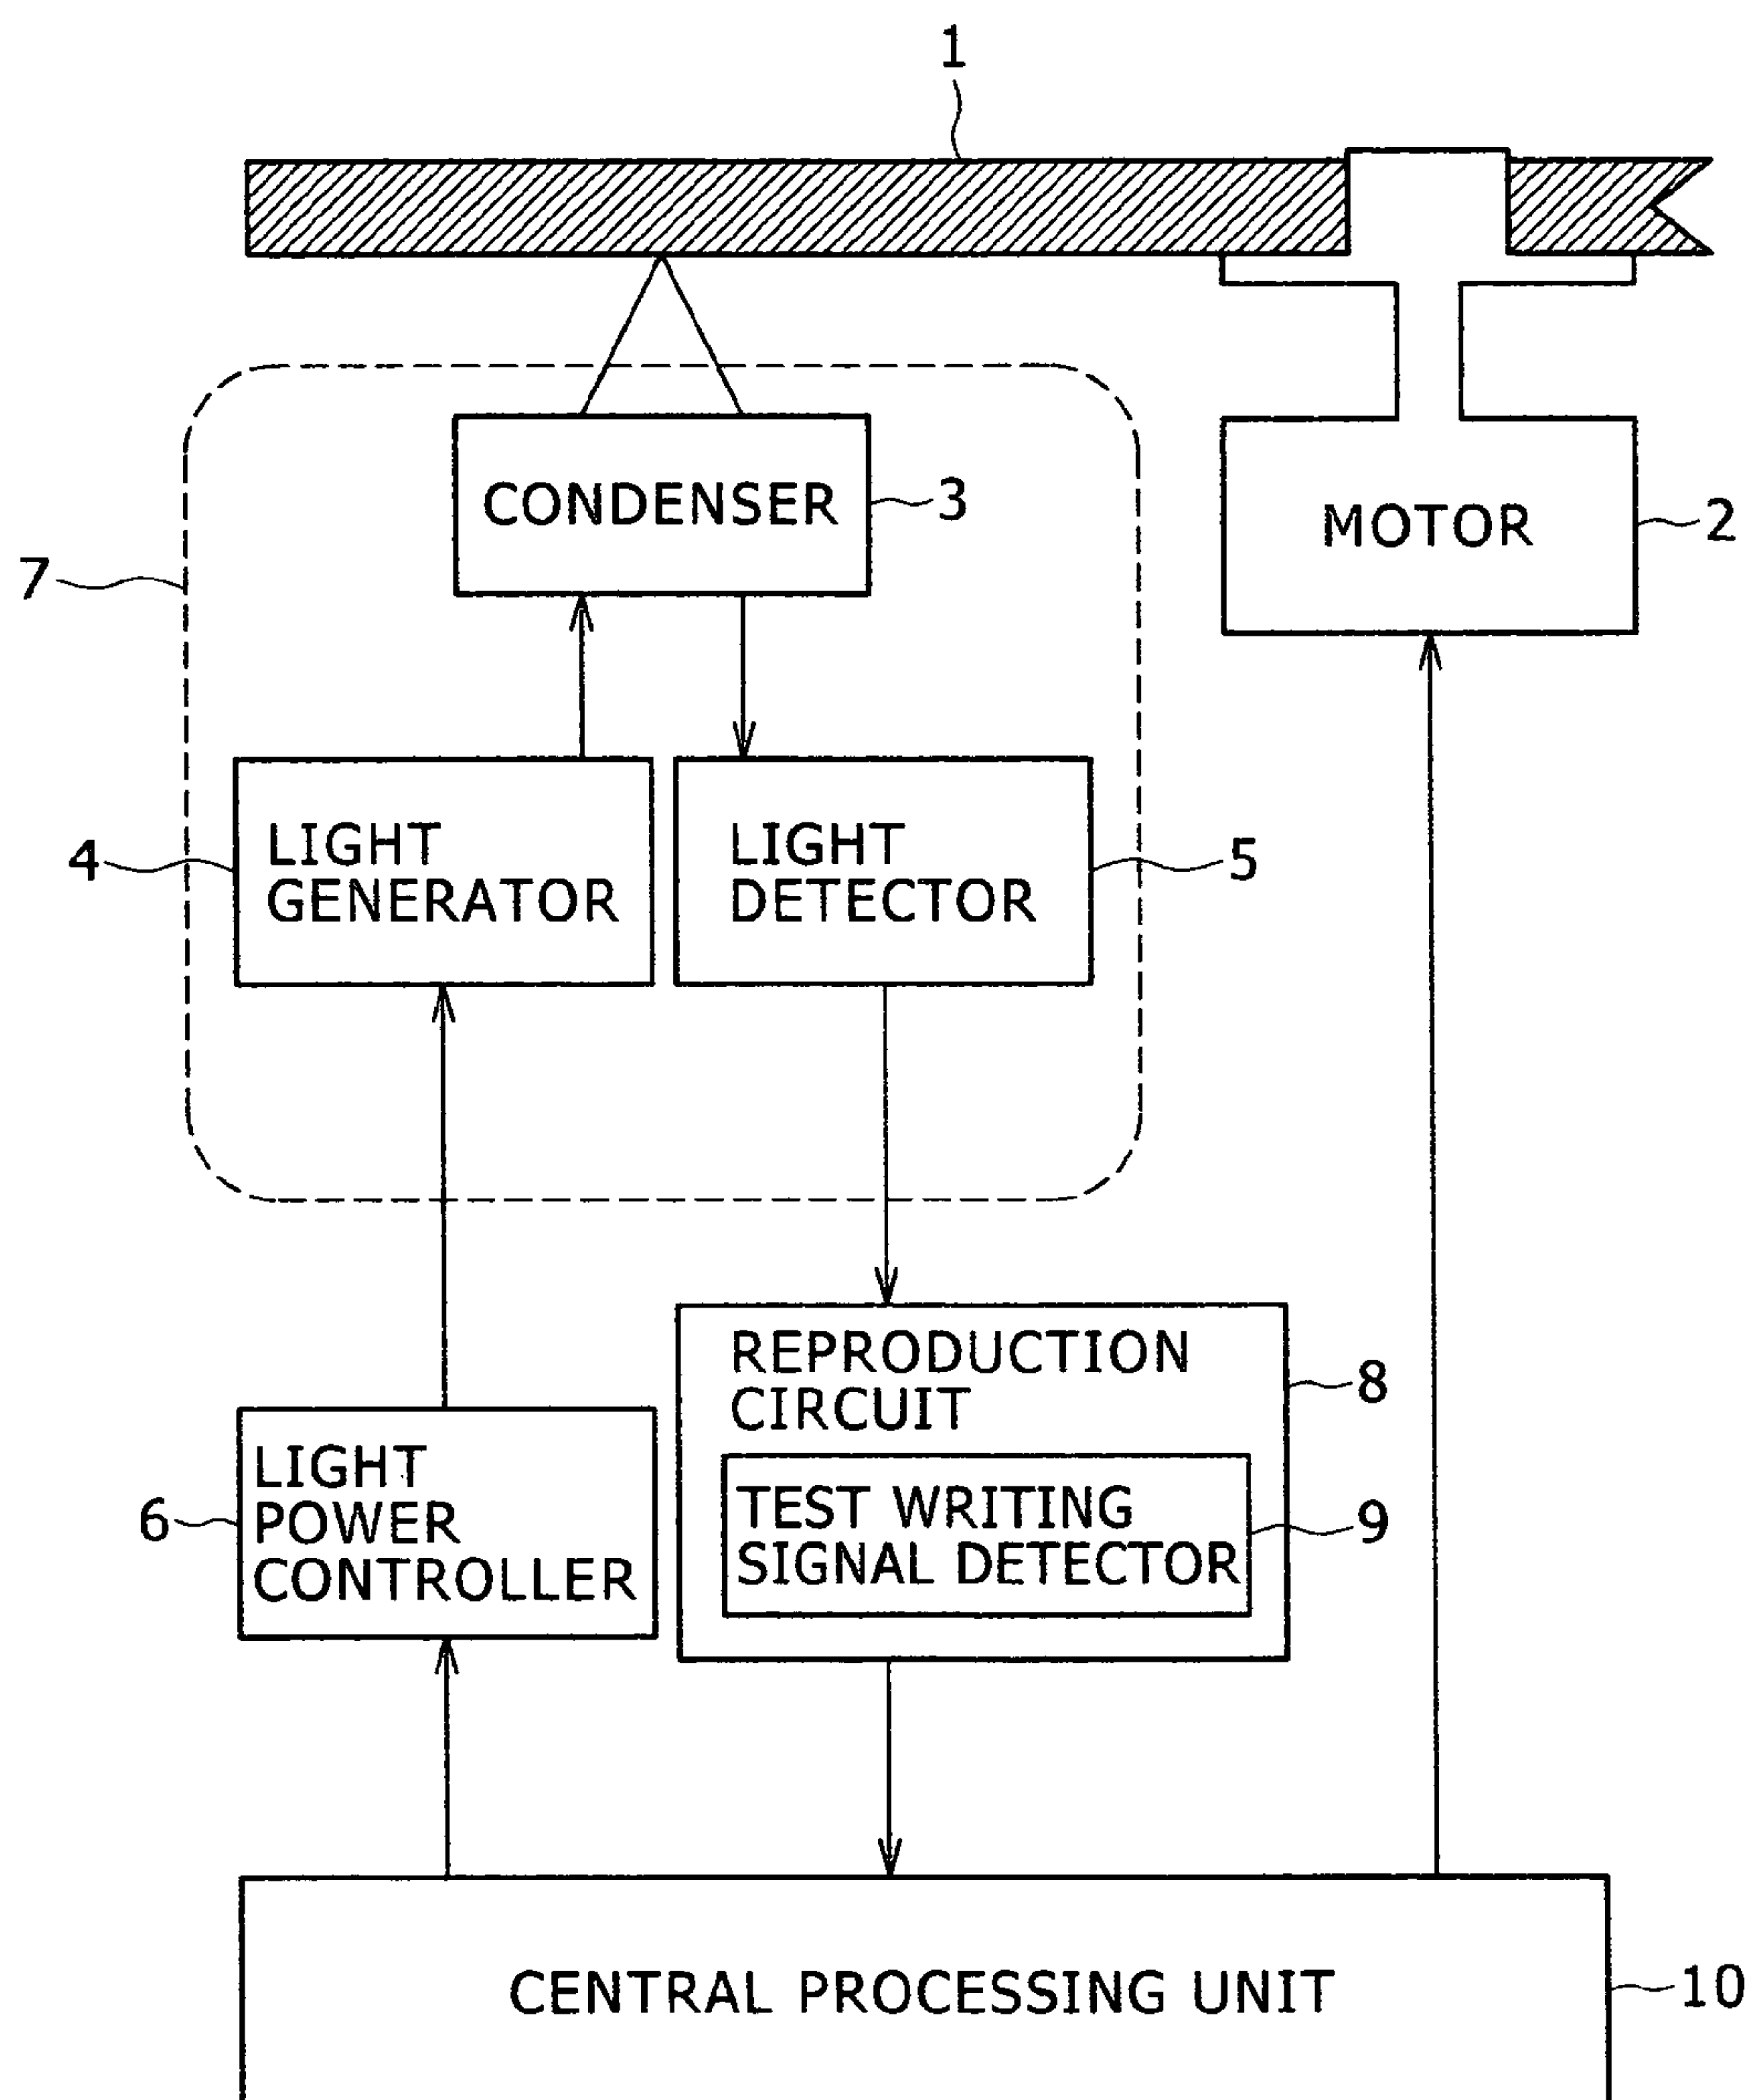 1
CONDENSER
3
MOTOR
2
7
LIGHT
GENERATOR
4
LIGHT
DETECTOR
5
REPRODUCTION
CIRCUIT
8
LIGHT
POWER
CONTROLLER
6
TEST WRITING
SIGNAL DETECTOR
9
CENTRAL PROCESSING UNIT
10